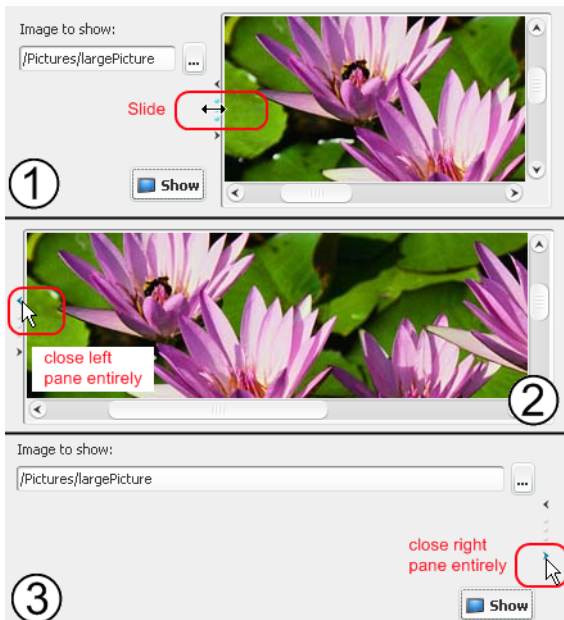 Image to show:
/Pictures/largePicture
...
Slide
1
Show
close left
pane entirely
2
Image to show:
/Pictures/largePicture
...
close right
pane entirely
3
Show